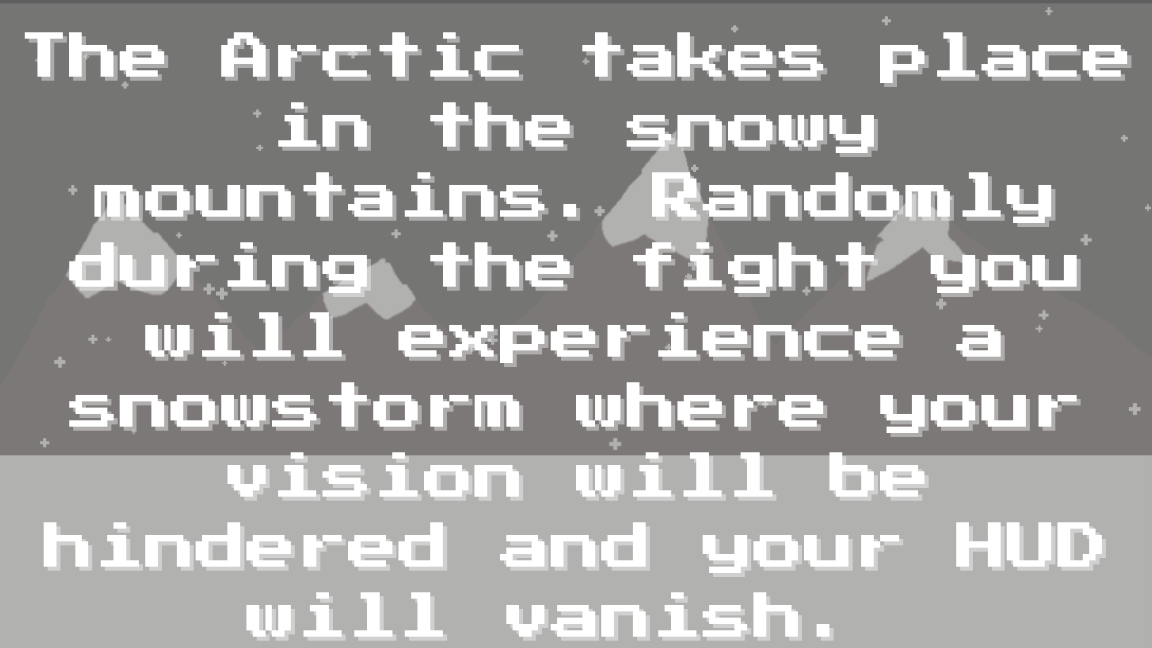 The Arctic takes place
in the snowy
mountains. Randomly
during the fight you
will experience a
snowstorm where your
vision will be
hindered and your HUD
will vanish.